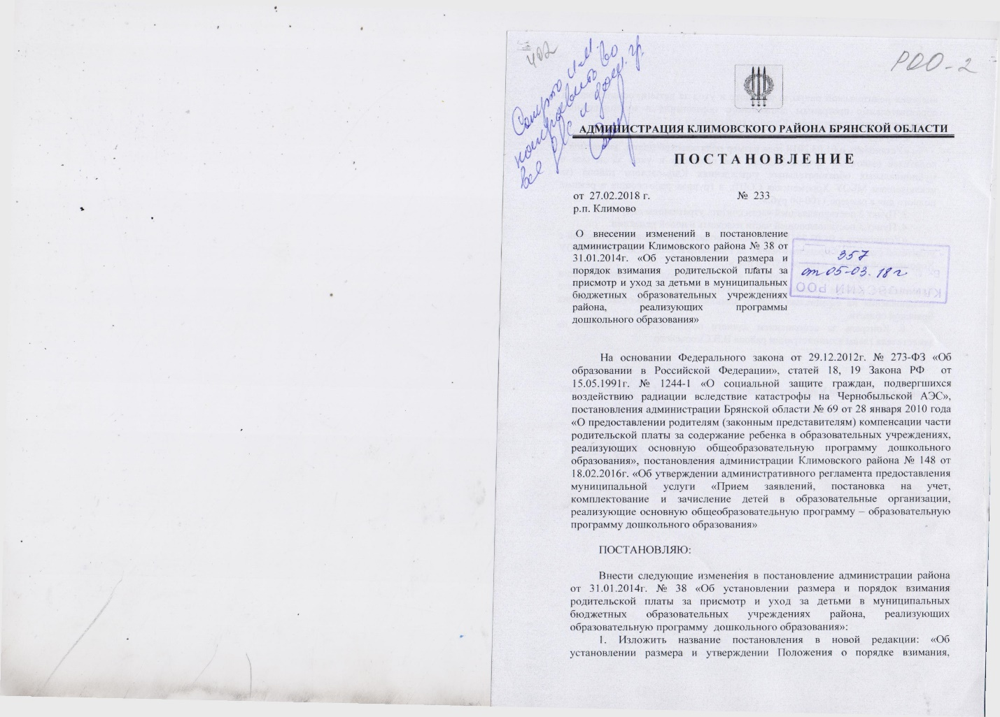 402
РОО-2
направить во
все
АДМИНИСТРАЦИЯ КЛИМОВСКОГО РАЙОНА БРЯНСКОЙ ОБЛАСТИ
ПОСТАНОВЛЕНИЕ
от 27.02.2018 г. № 233
р.п. Климово
О внесении изменений в постановление
администрации Климовского района № 38 от
31.01.2014г. «Об установлении размера и
порядок взимания родительской платы за
присмотр и уход за детьми в муниципальных
бюджетных образовательных учреждениях
района, реализующих программы
дошкольного образования»
357
от 05-03.18г
На основании Федерального закона от 29.12.2012г. № 273-ФЗ «Об
образовании в Российской Федерации», статей 18, 19 Закона РФ от
15.05.1991г. № 1244-1 «О социальной защите граждан, подвергшихся
воздействию радиации вследствие катастрофы на Чернобыльской АЭС»,
постановления администрации Брянской области № 69 от 28 января 2010 года
«О предоставлении родителям (законным представителям) компенсации части
родительской платы за содержание ребенка в образовательных учреждениях,
реализующих основную общеобразовательную программу дошкольного
образования», постановления администрации Климовского района № 148 от
18.02.2016г. «Об утверждении административного регламента предоставления
муниципальной услуги «Прием заявлений, постановка на учет,
комплектование и зачисление детей в образовательные организации,
реализующие основную общеобразовательную программу – образовательную
программу дошкольного образования»
ПОСТАНОВЛЯЮ:
Внести следующие изменения в постановление администрации района
от 31.01.2014г. № 38 «Об установлении размера и порядок взимания
родительской платы за присмотр и уход за детьми в муниципальных
бюджетных образовательных учреждениях района, реализующих
образовательную программу дошкольного образования»:
1. Изложить название постановления в новой редакции: «Об
установлении размера и утверждении Положения о порядке взимания,